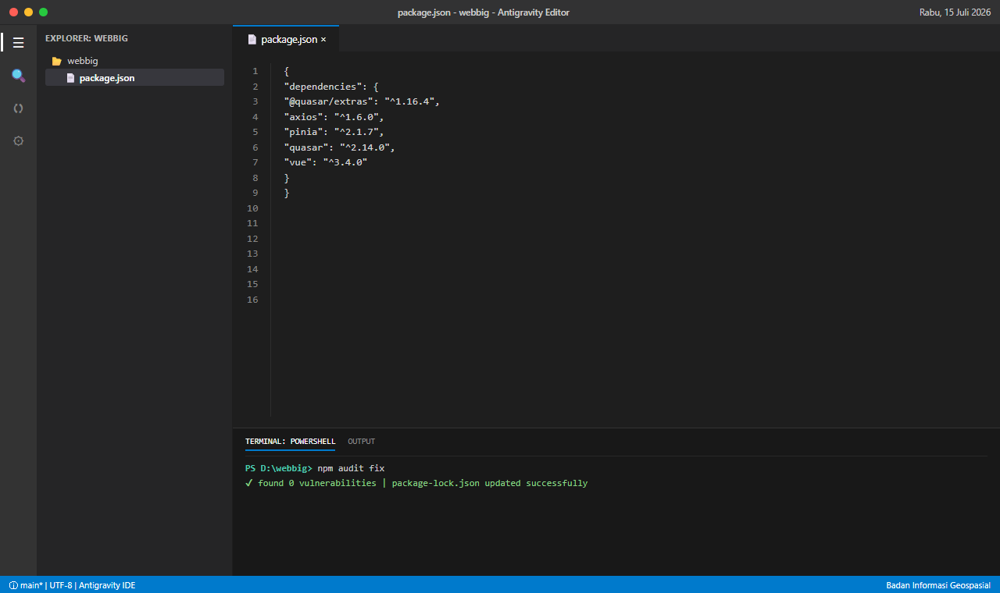 package.json - webbig - Antigravity Editor
Rabu, 15 Juli 2026
EXPLORER: WEBBIG
webbig
package.json
package.json ×
1 {
2 "dependencies": {
3 "@quasar/extras": "^1.16.4",
4 "axios": "^1.6.0",
5 "pinia": "^2.1.7",
6 "quasar": "^2.14.0",
7 "vue": "^3.4.0"
8 }
9 }
10
11
12
13
14
15
16
TERMINAL: POWERSHELL OUTPUT
PS D:\webbig> npm audit fix
✓ found 0 vulnerabilities | package-lock.json updated successfully
ⓘ main* | UTF-8 | Antigravity IDE
Badan Informasi Geospasial